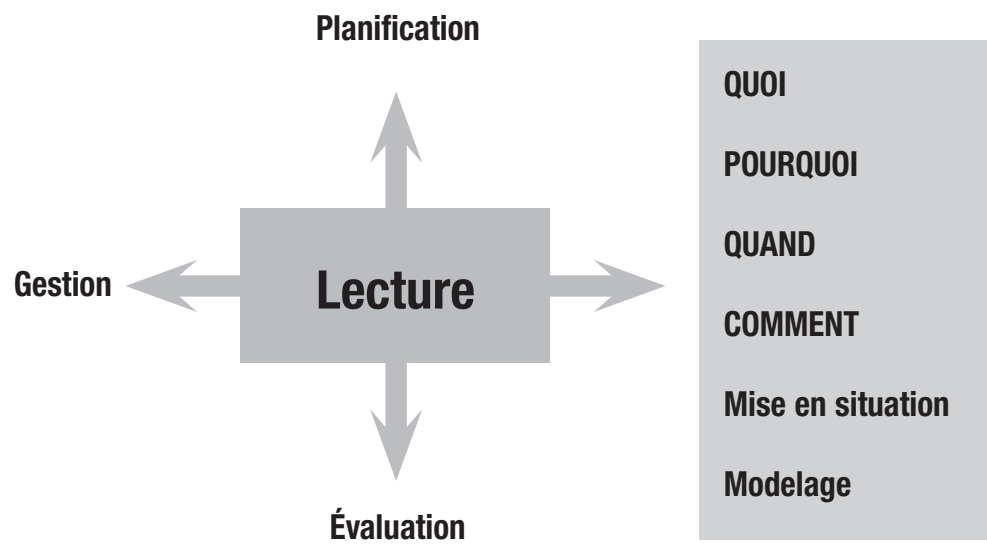 Planification
QUOI
POURQUOI
QUAND
Gestion
Lecture
COMMENT
Mise en situation
Modelage
Évaluation